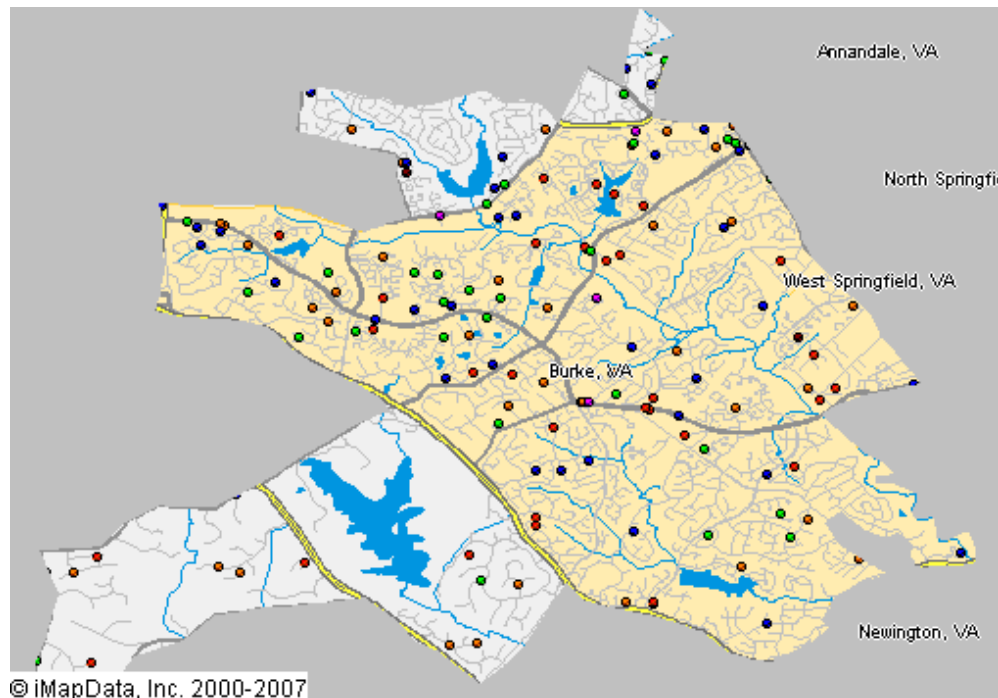 Annandale, VA
North Springfi
West Springfield, VA
Burke, VA
Newington, VA
© iMapData, Inc. 2000-2007